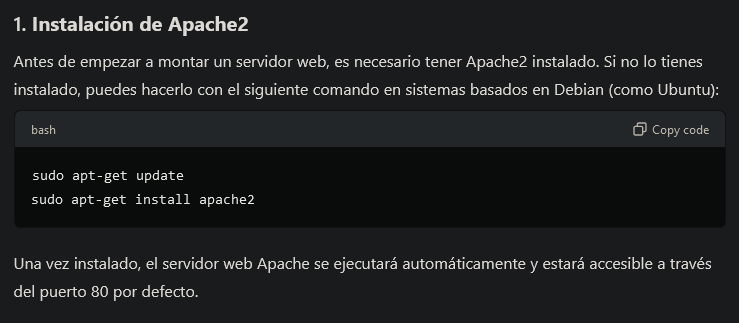 1. Instalación de Apache2
Antes de empezar a montar un servidor web, es necesario tener Apache2 instalado. Si no lo tienes
instalado, puedes hacerlo con el siguiente comando en sistemas basados en Debian (como Ubuntu):
bash Copy code
sudo apt-get update
sudo apt-get install apache2
Una vez instalado, el servidor web Apache se ejecutará automáticamente y estará accesible a través
del puerto 80 por defecto.